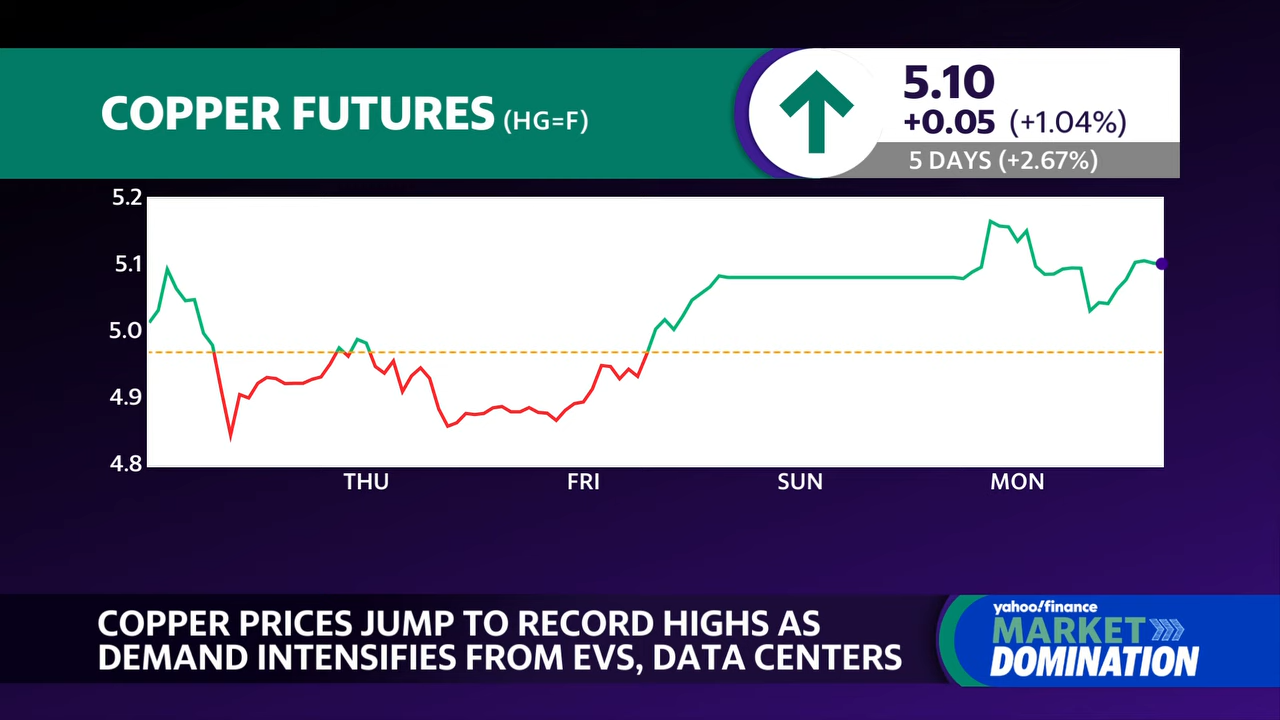 COPPER FUTURES (HG=F)
5.10
+0.05 (+1.04%)
5 DAYS (+2.67%)
5.2
5.1
5.0
4.9
4.8
THU FRI SUN MON
COPPER PRICES JUMP TO RECORD HIGHS AS
DEMAND INTENSIFIES FROM EVS, DATA CENTERS
yahoo!finance
MARKET
DOMINATION